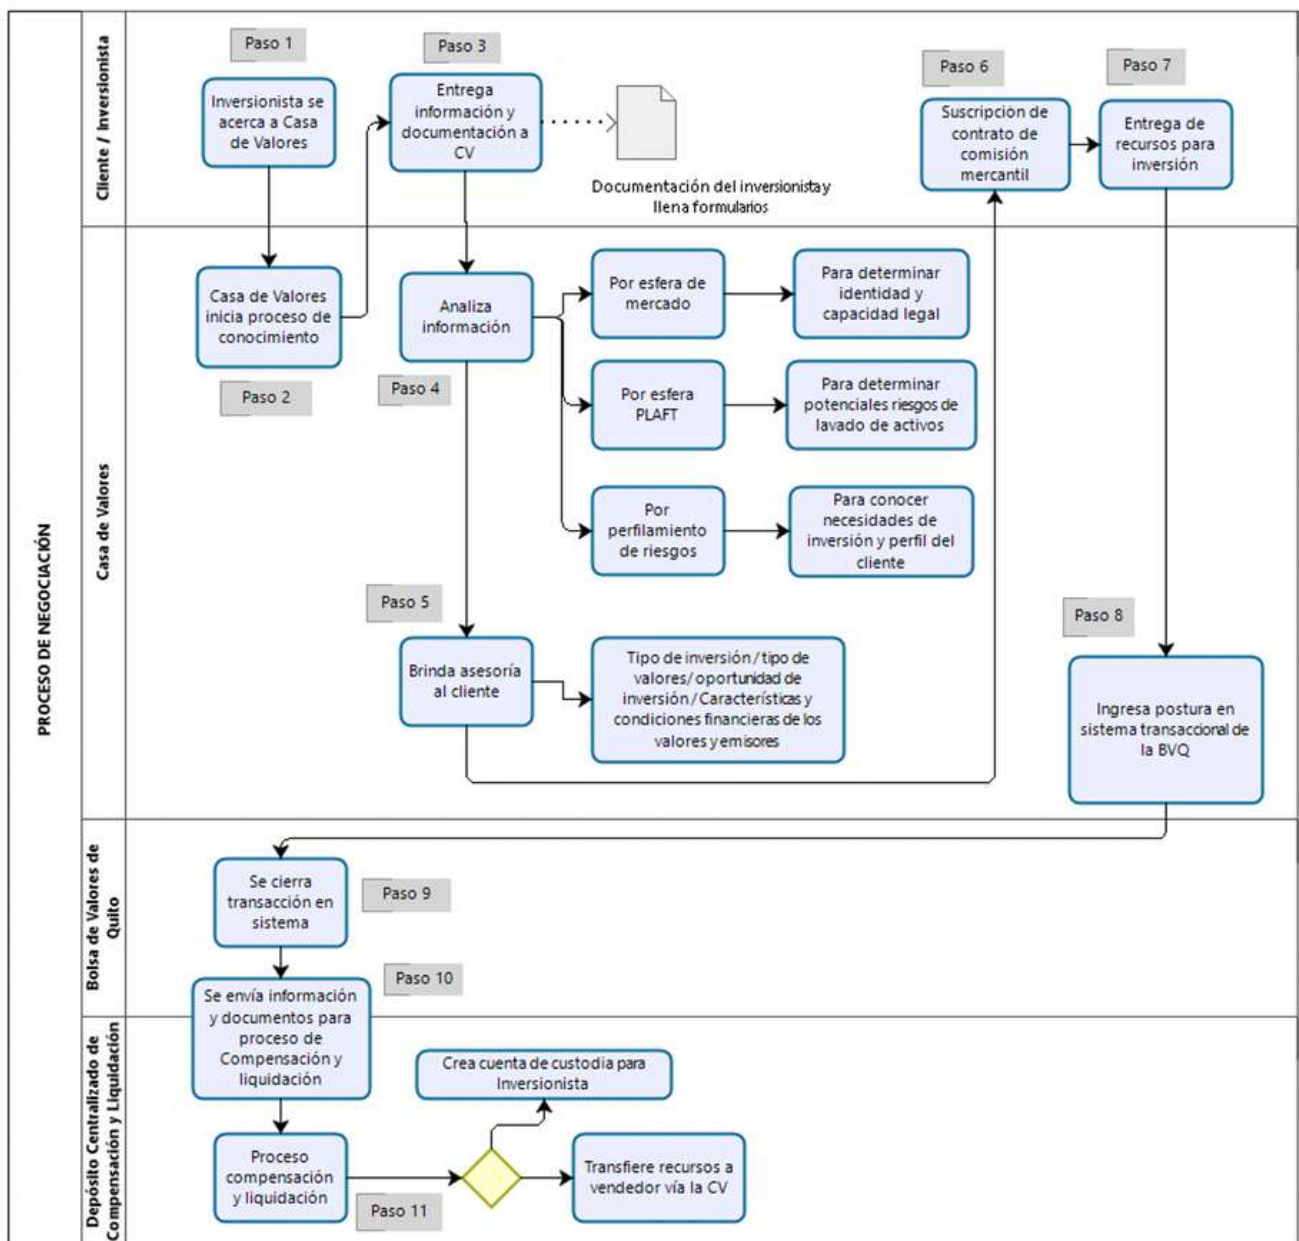 PROCESO DE NEGOCIACIÓN
Cliente / Inversionista
Paso 1
Inversionista se
acerca a Casa
de Valores
Paso 3
Entrega
información y
documentación a
CV
Documentación del inversionista y
llena formularios
Paso 6
Suscripción de
contrato de
comisión
mercantil
Paso 7
Entrega de
recursos para
inversión
Casa de Valores
Casa de Valores
inicia proceso de
conocimiento
Paso 2
Analiza
información
Paso 4
Por esfera de
mercado
Para determinar
identidad y
capacidad legal
Por esfera
PLAFT
Para determinar
potenciales riesgos de
lavado de activos
Por
perfilamiento
de riesgos
Para conocer
necesidades de
inversión y perfil del
cliente
Paso 5
Brinda asesoría
al cliente
Tipo de inversión / tipo de
valores/ oportunidad de
inversión / Características y
condiciones financieras de los
valores y emisores
Paso 8
Ingresa postura en
sistema transaccional de
la BVQ
Bolsa de Valores de
Quito
Se cierra
transacción en
sistema
Paso 9
Se envía información
y documentos para
proceso de
Compensación y
liquidación
Paso 10
Depósito Centralizado de
Compensación y Liquidación
Proceso
compensación
y liquidación
Paso 11
Crea cuenta de custodia para
Inversionista
Transfiere recursos a
vendedor vía la CV